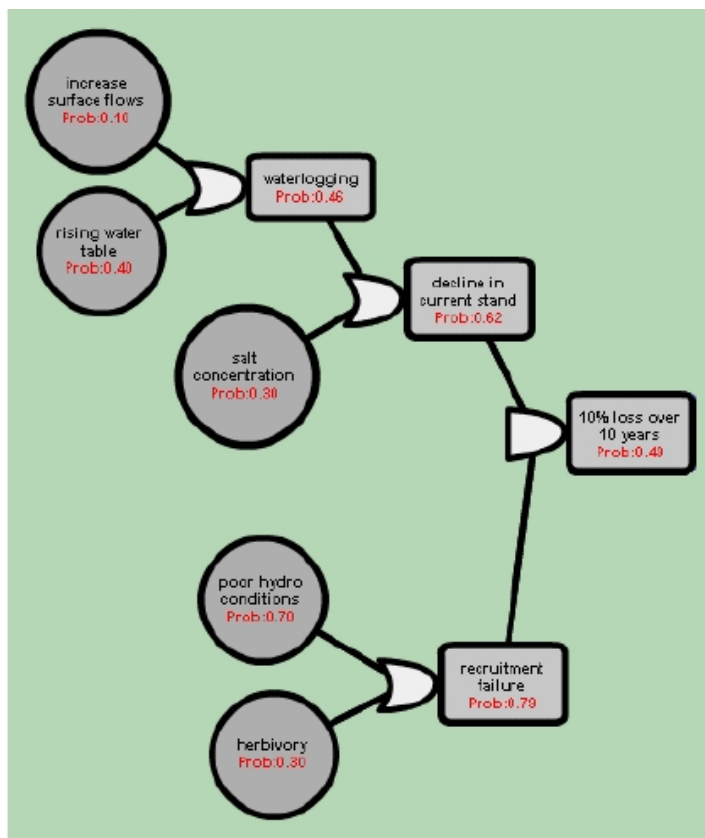 increase
surface flows
Prob:0.10
waterlogging
Prob:0.46
rising water
table
Prob:0.40
decline in
current stand
Prob:0.62
salt
concentration
Prob:0.30
10% loss over
10 years
Prob:0.49
poor hydro
conditions
Prob:0.70
recruitment
failure
Prob:0.79
herbivory
Prob:0.30